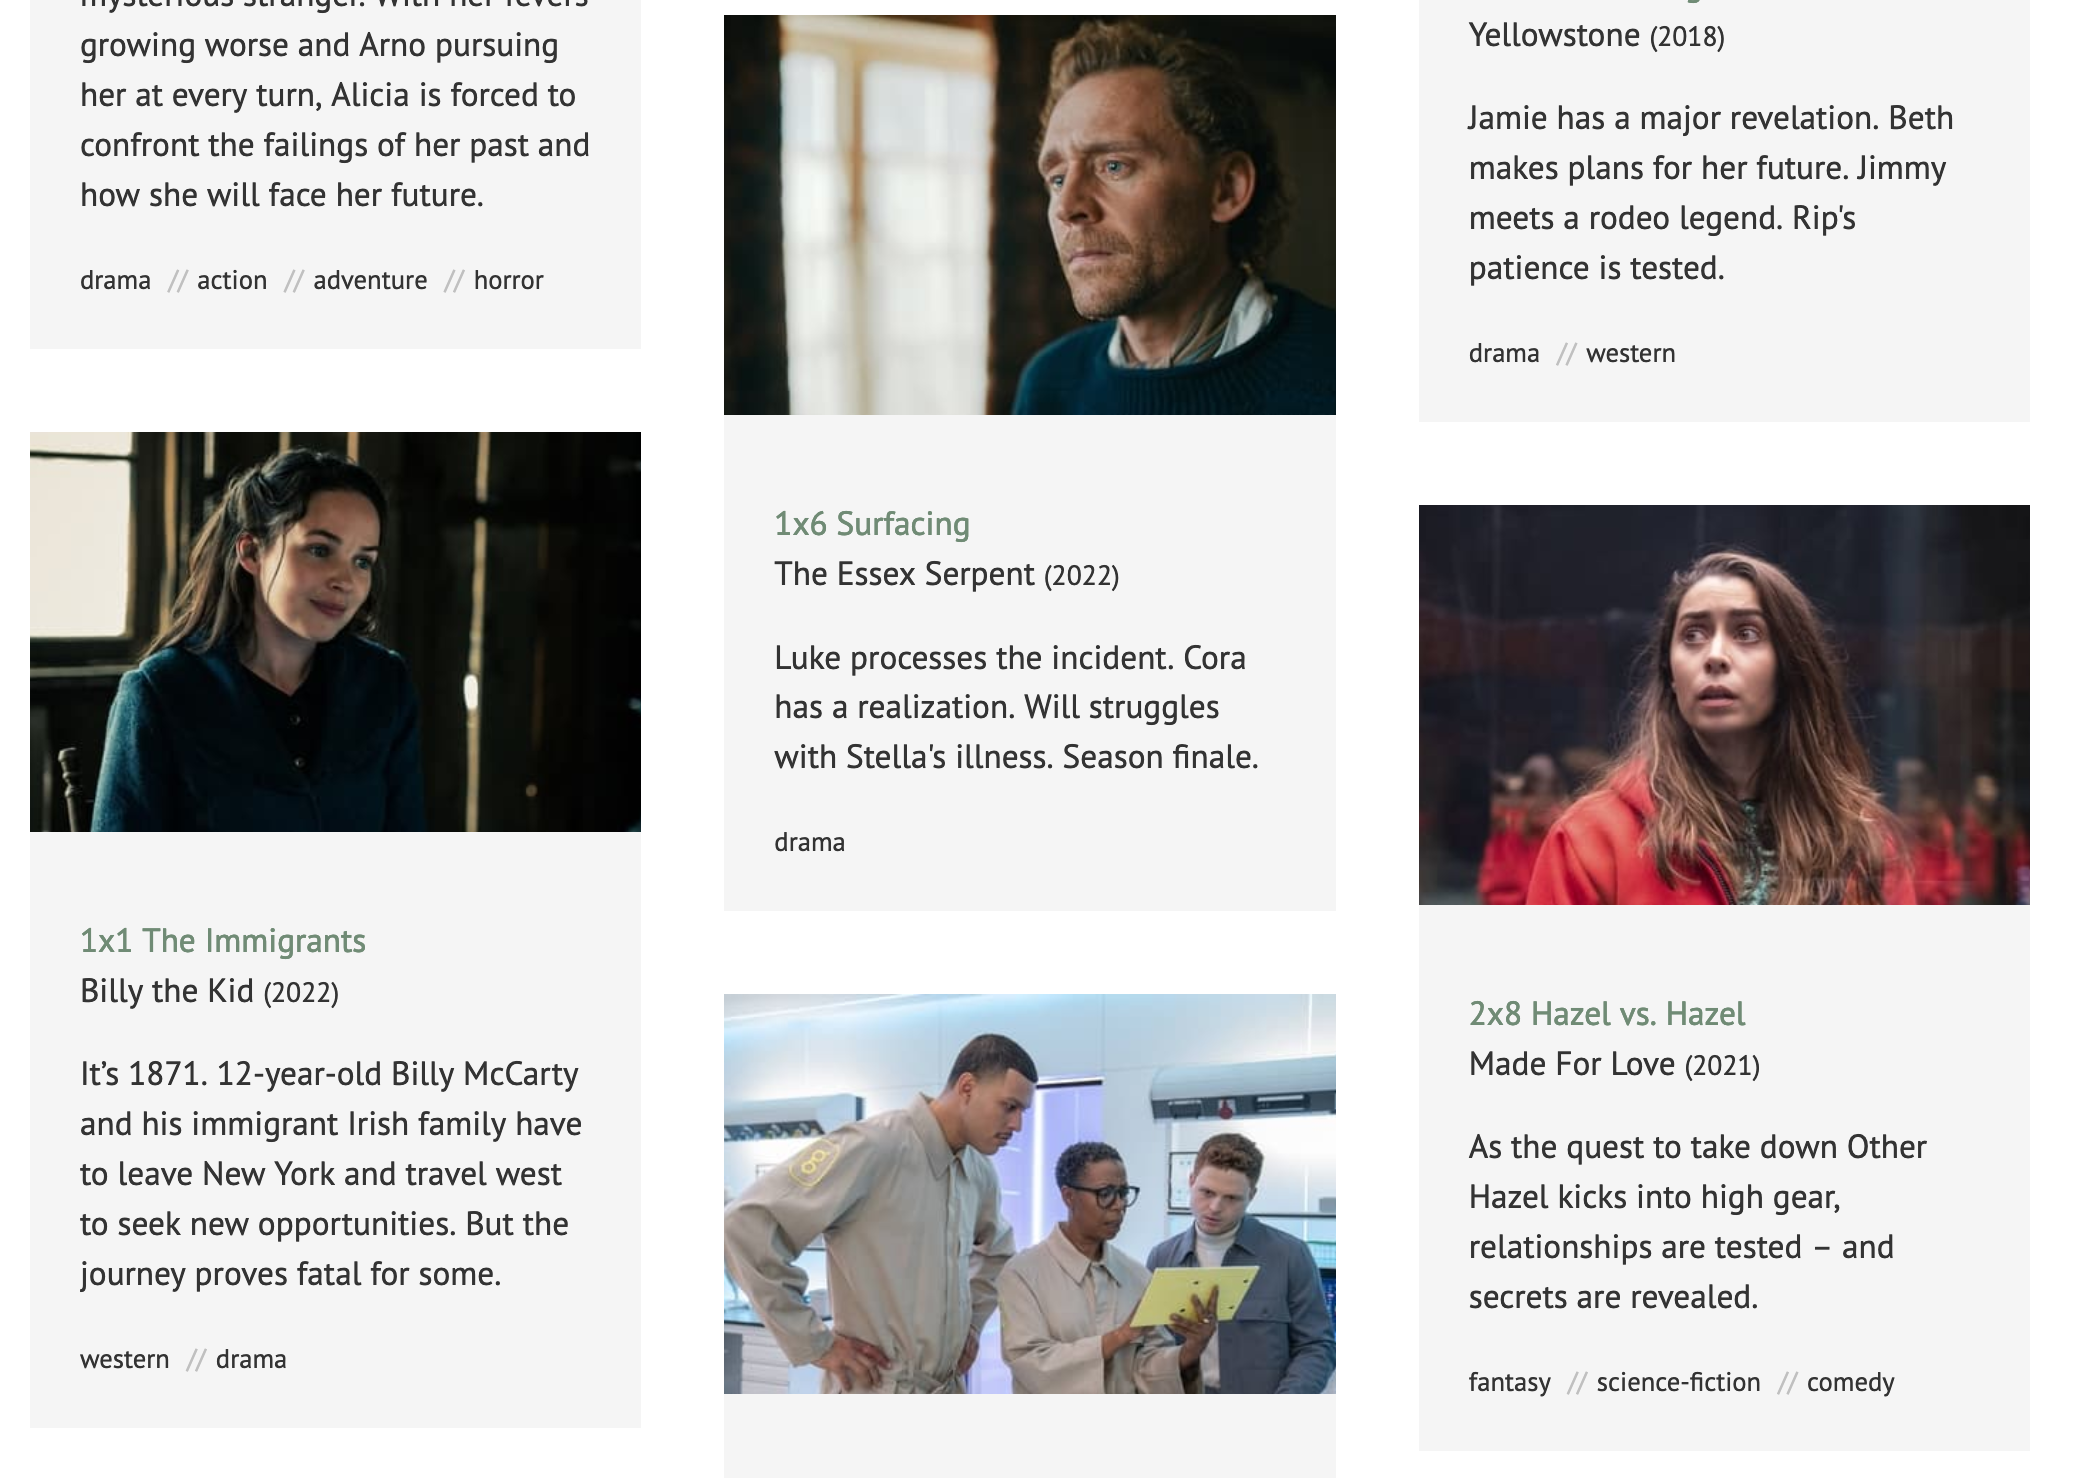 mysterious stranger. With her fevers
growing worse and Arno pursuing
her at every turn, Alicia is forced to
confront the failings of her past and
how she will face her future.
drama // action // adventure // horror
1x1 The Immigrants
Billy the Kid (2022)
It’s 1871. 12-year-old Billy McCarty
and his immigrant Irish family have
to leave New York and travel west
to seek new opportunities. But the
journey proves fatal for some.
western // drama
1x6 Surfacing
The Essex Serpent (2022)
Luke processes the incident. Cora
has a realization. Will struggles
with Stella's illness. Season finale.
drama
Yellowstone (2018)
Jamie has a major revelation. Beth
makes plans for her future. Jimmy
meets a rodeo legend. Rip's
patience is tested.
drama // western
2x8 Hazel vs. Hazel
Made For Love (2021)
As the quest to take down Other
Hazel kicks into high gear,
relationships are tested – and
secrets are revealed.
fantasy // science-fiction // comedy